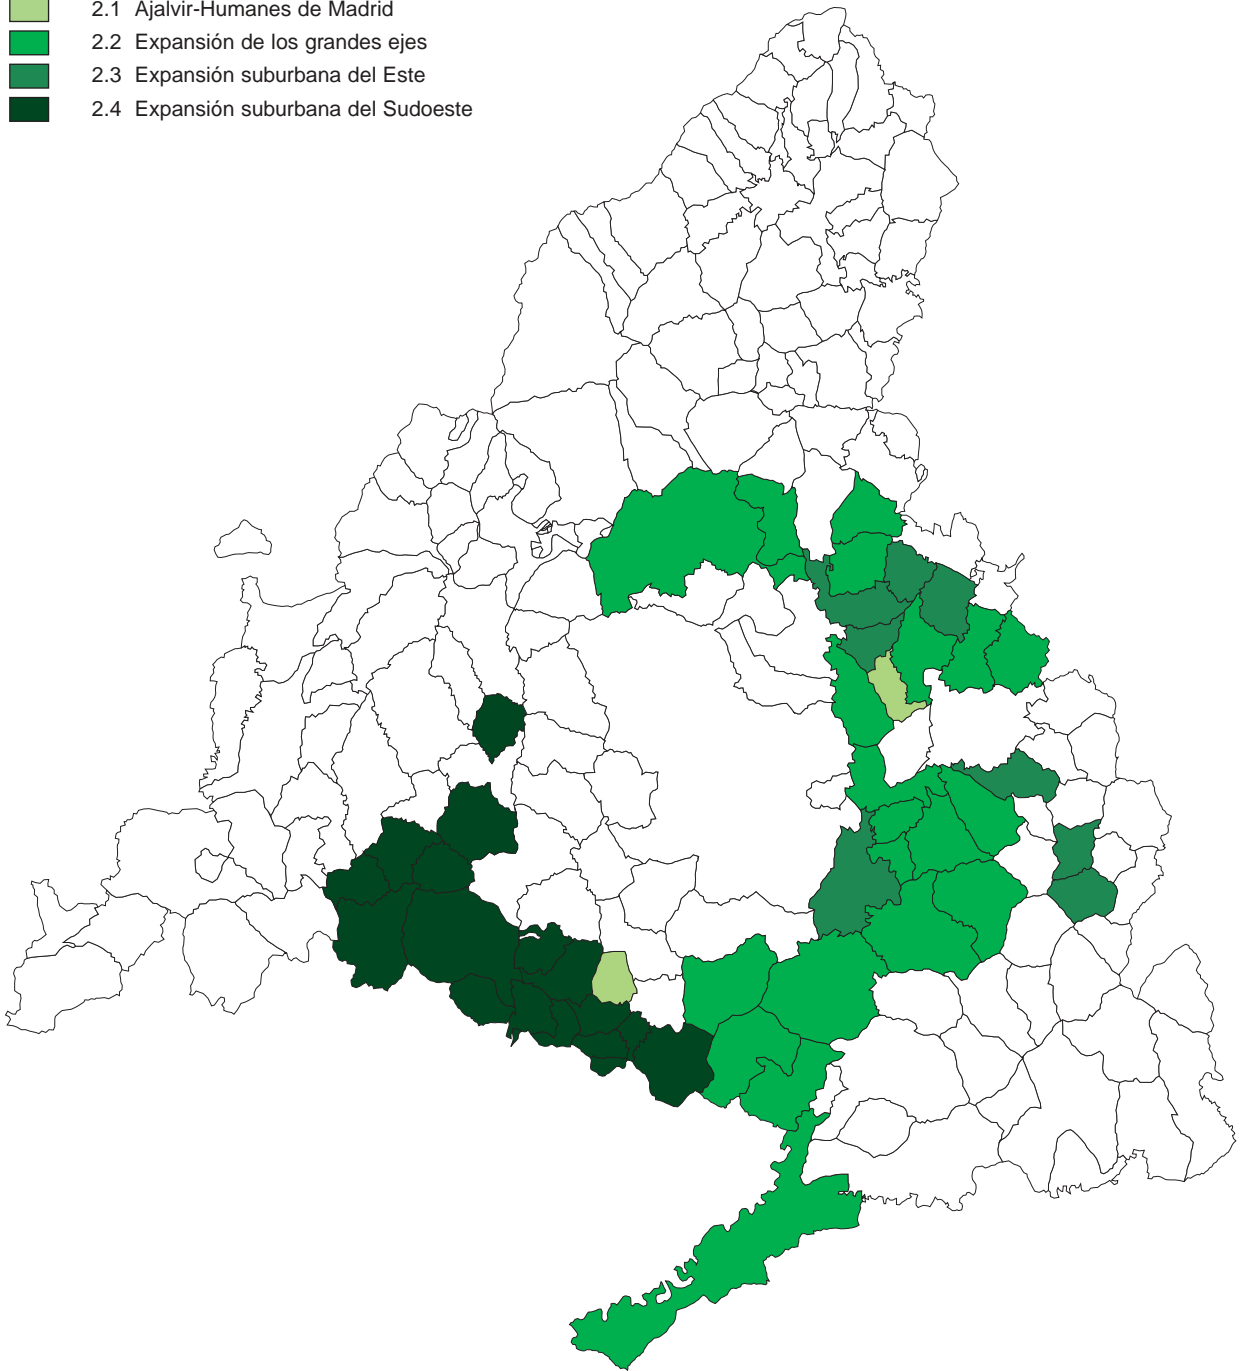 2.1 Ajalvir-Humanes de Madrid
2.2 Expansión de los grandes ejes
2.3 Expansión suburbana del Este
2.4 Expansión suburbana del Sudoeste